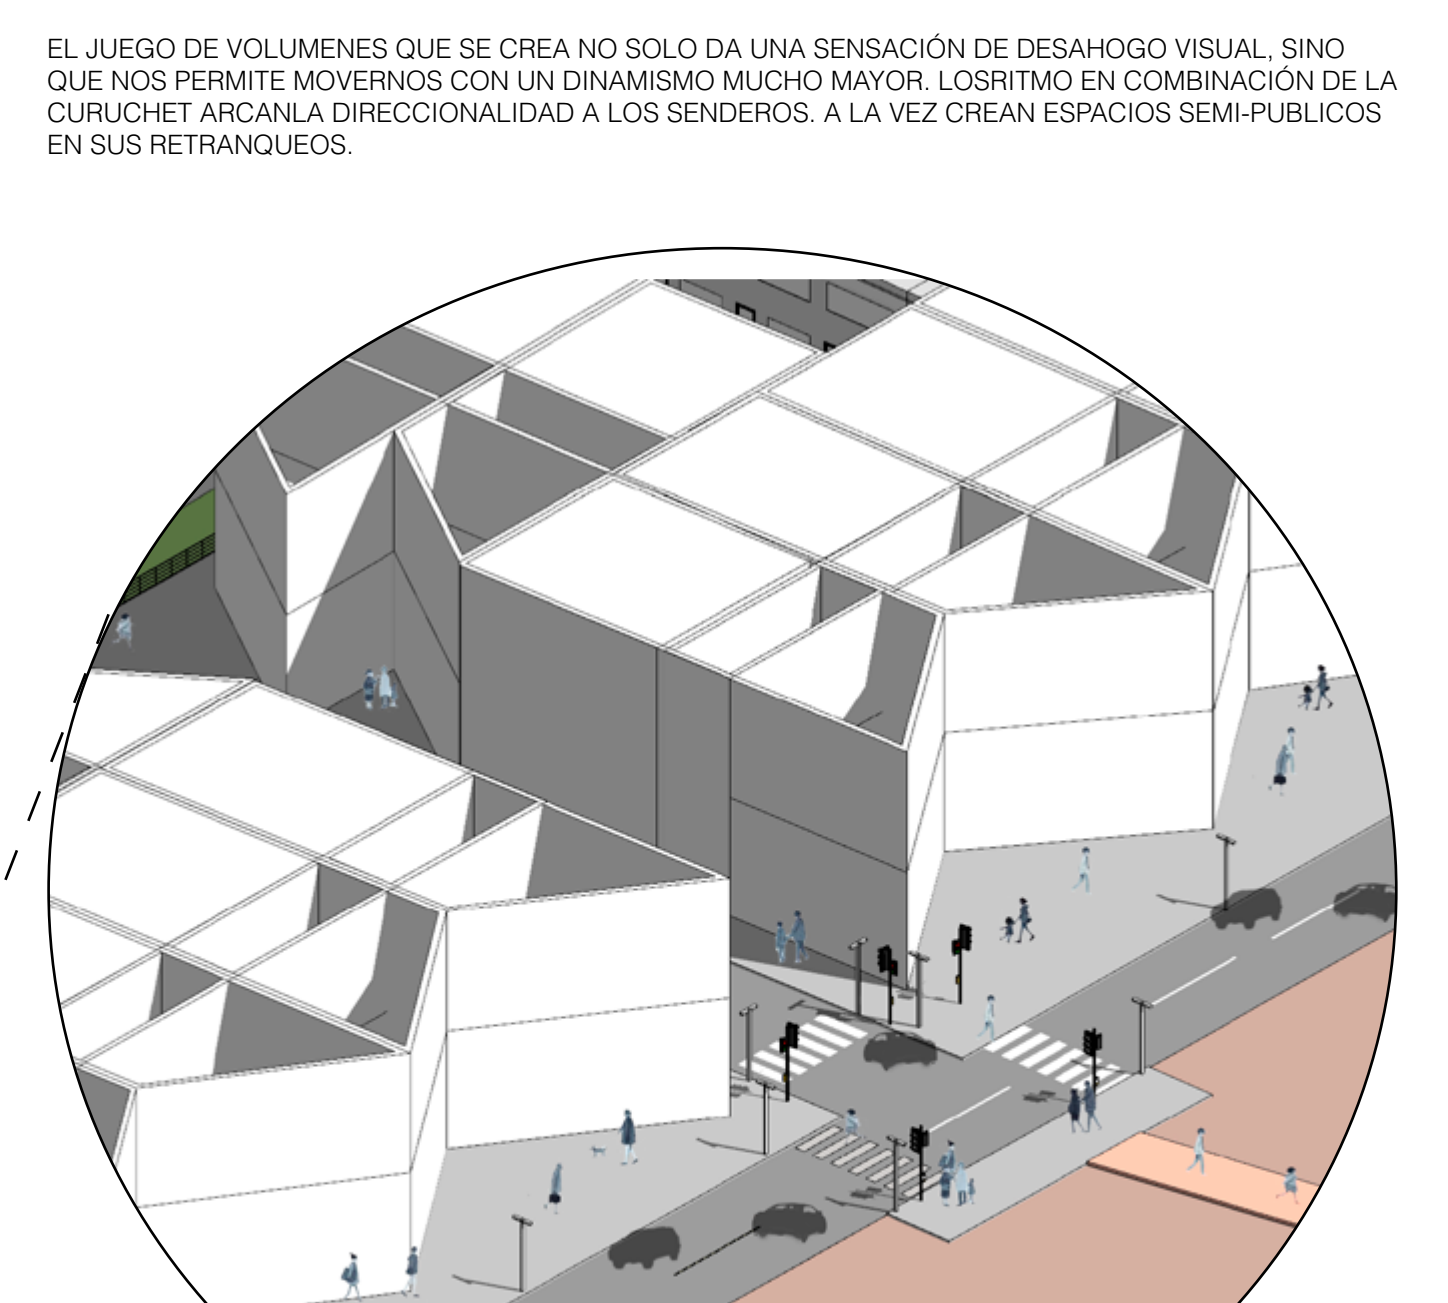 EL JUEGO DE VOLUMENES QUE SE CREA NO SOLO DA UNA SENSACIÓN DE DESAHOGO VISUAL, SINO
QUE NOS PERMITE MOVERNOS CON UN DINAMISMO MUCHO MAYOR. LOSRITMO EN COMBINACIÓN DE LA
CURUCHET ARCANLA DIRECCIONALIDAD A LOS SENDEROS. A LA VEZ CREAN ESPACIOS SEMI-PUBLICOS
EN SUS RETRANQUEOS.